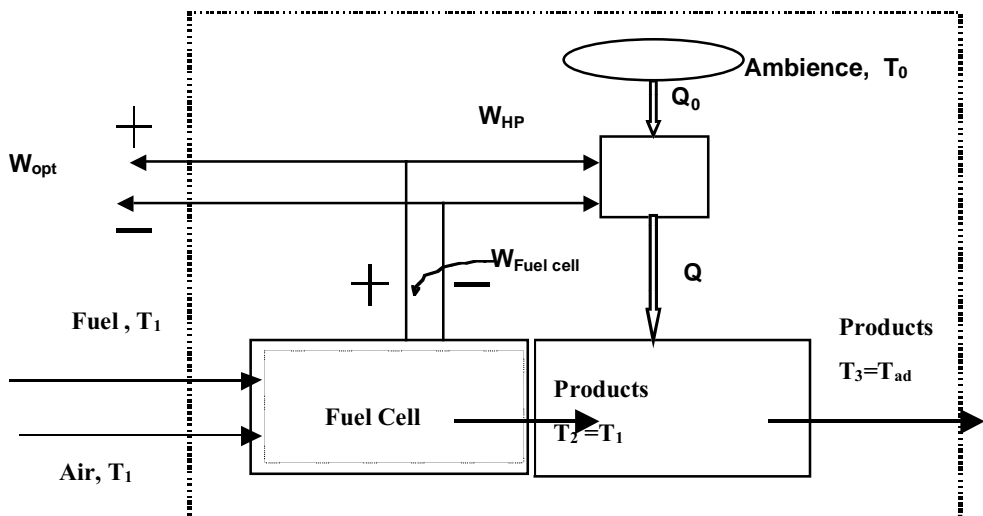 Ambience, T₀
Q₀
+
W_HP
W_opt
−
W_Fuel cell
+ −
Q
Fuel , T₁
Products
T₃=T_ad
Products
Fuel Cell
T₂ =T₁
Air, T₁